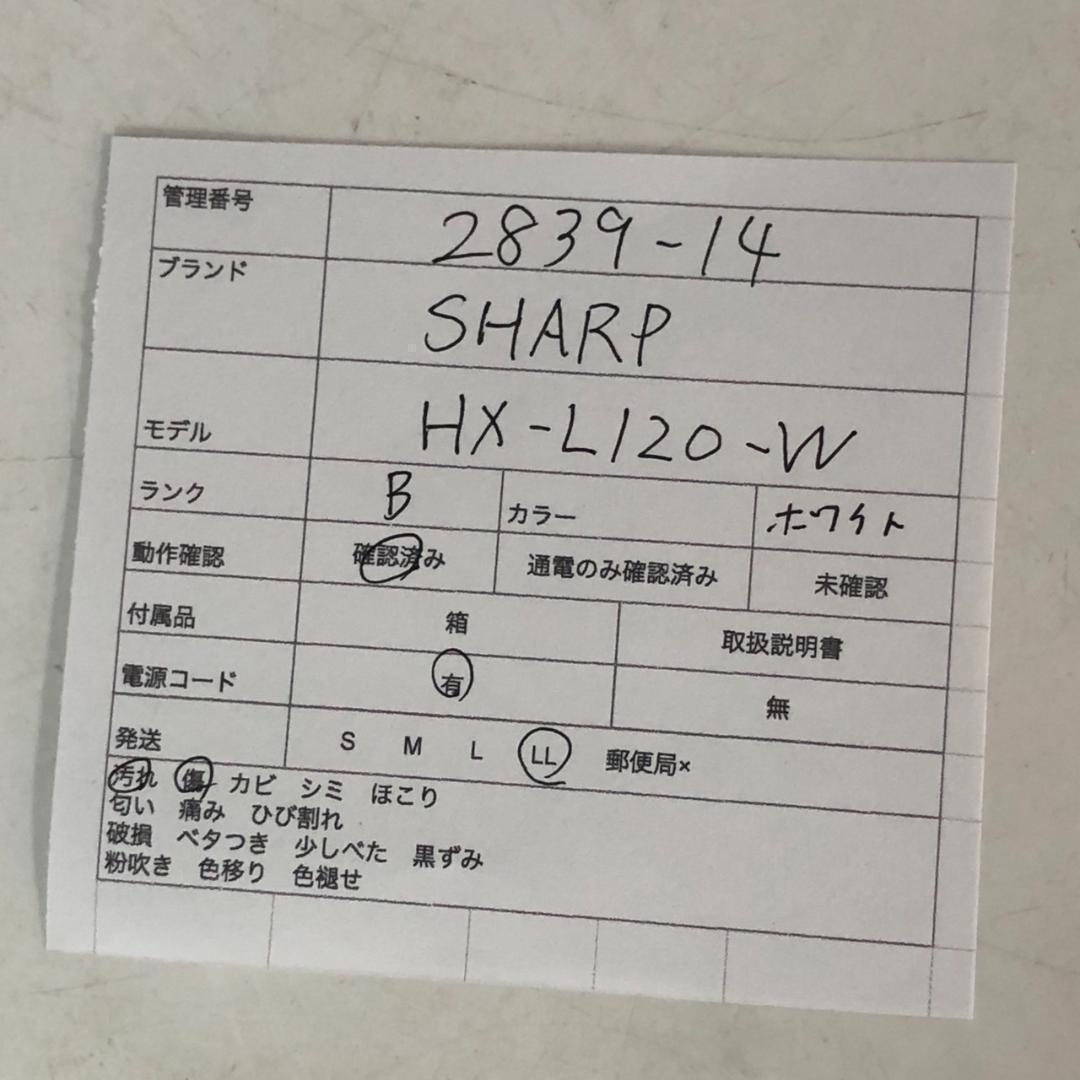 管理番号 2839-14
ブランド SHARP
モデル HX-L120-W
ランク B カラー ホワイト
動作確認 確認済み 通電のみ確認済み 未確認
付属品 箱 取扱説明書
電源コード 有 無
発送 S M L LL 郵便局×
汚れ 傷 カビ シミ ほこり
匂い 痛み ひび割れ
破損 ベタつき 少しべた 黒ずみ
粉吹き 色移り 色褪せ